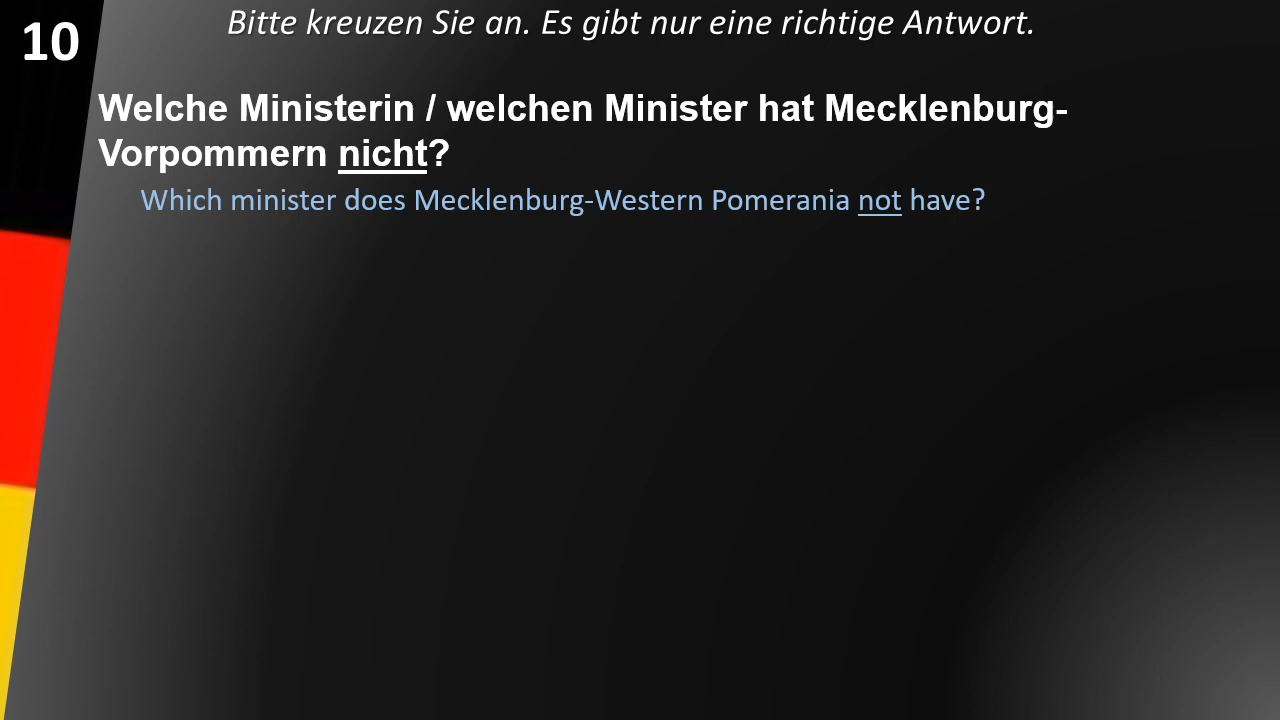 10
Bitte kreuzen Sie an. Es gibt nur eine richtige Antwort.
Welche Ministerin / welchen Minister hat Mecklenburg-
Vorpommern nicht?
Which minister does Mecklenburg-Western Pomerania not have?